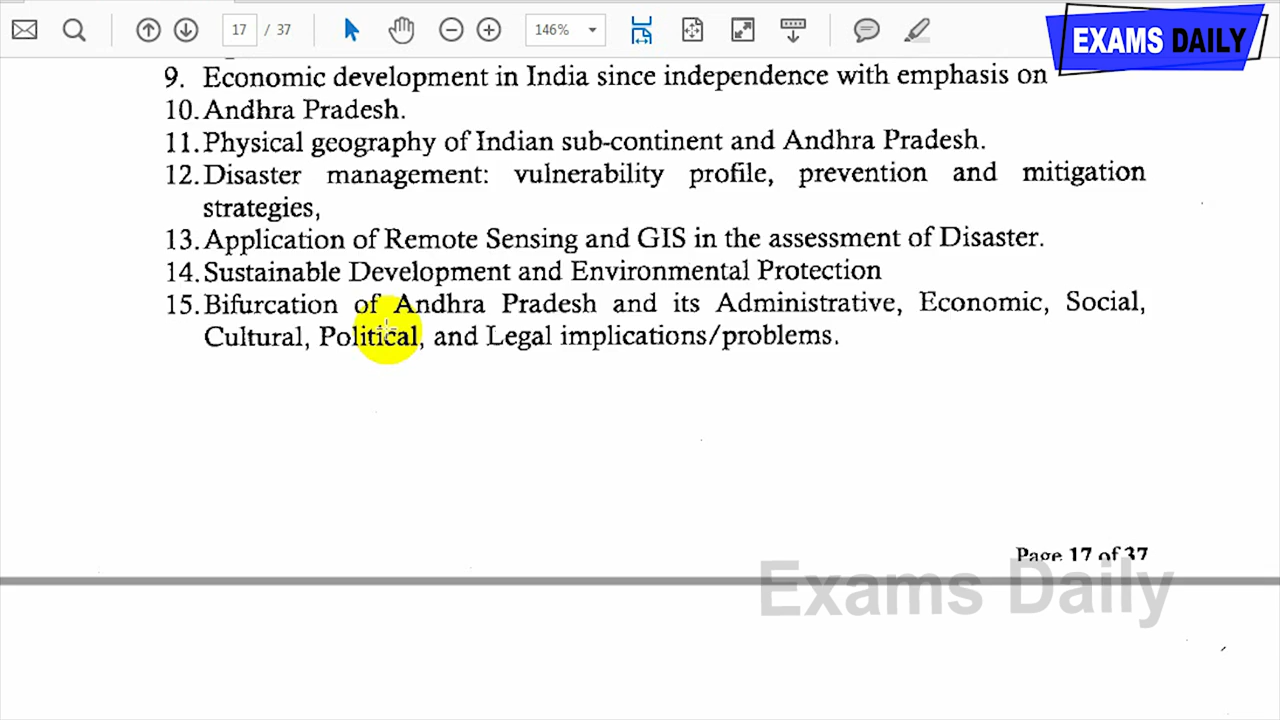 17 / 37
146%
EXAMS DAILY
9. Economic development in India since independence with emphasis on
10. Andhra Pradesh.
11. Physical geography of Indian sub-continent and Andhra Pradesh.
12. Disaster management: vulnerability profile, prevention and mitigation
strategies,
13. Application of Remote Sensing and GIS in the assessment of Disaster.
14. Sustainable Development and Environmental Protection
15. Bifurcation of Andhra Pradesh and its Administrative, Economic, Social,
Cultural, Political, and Legal implications/problems.
Page 17 of 37
Exams Daily